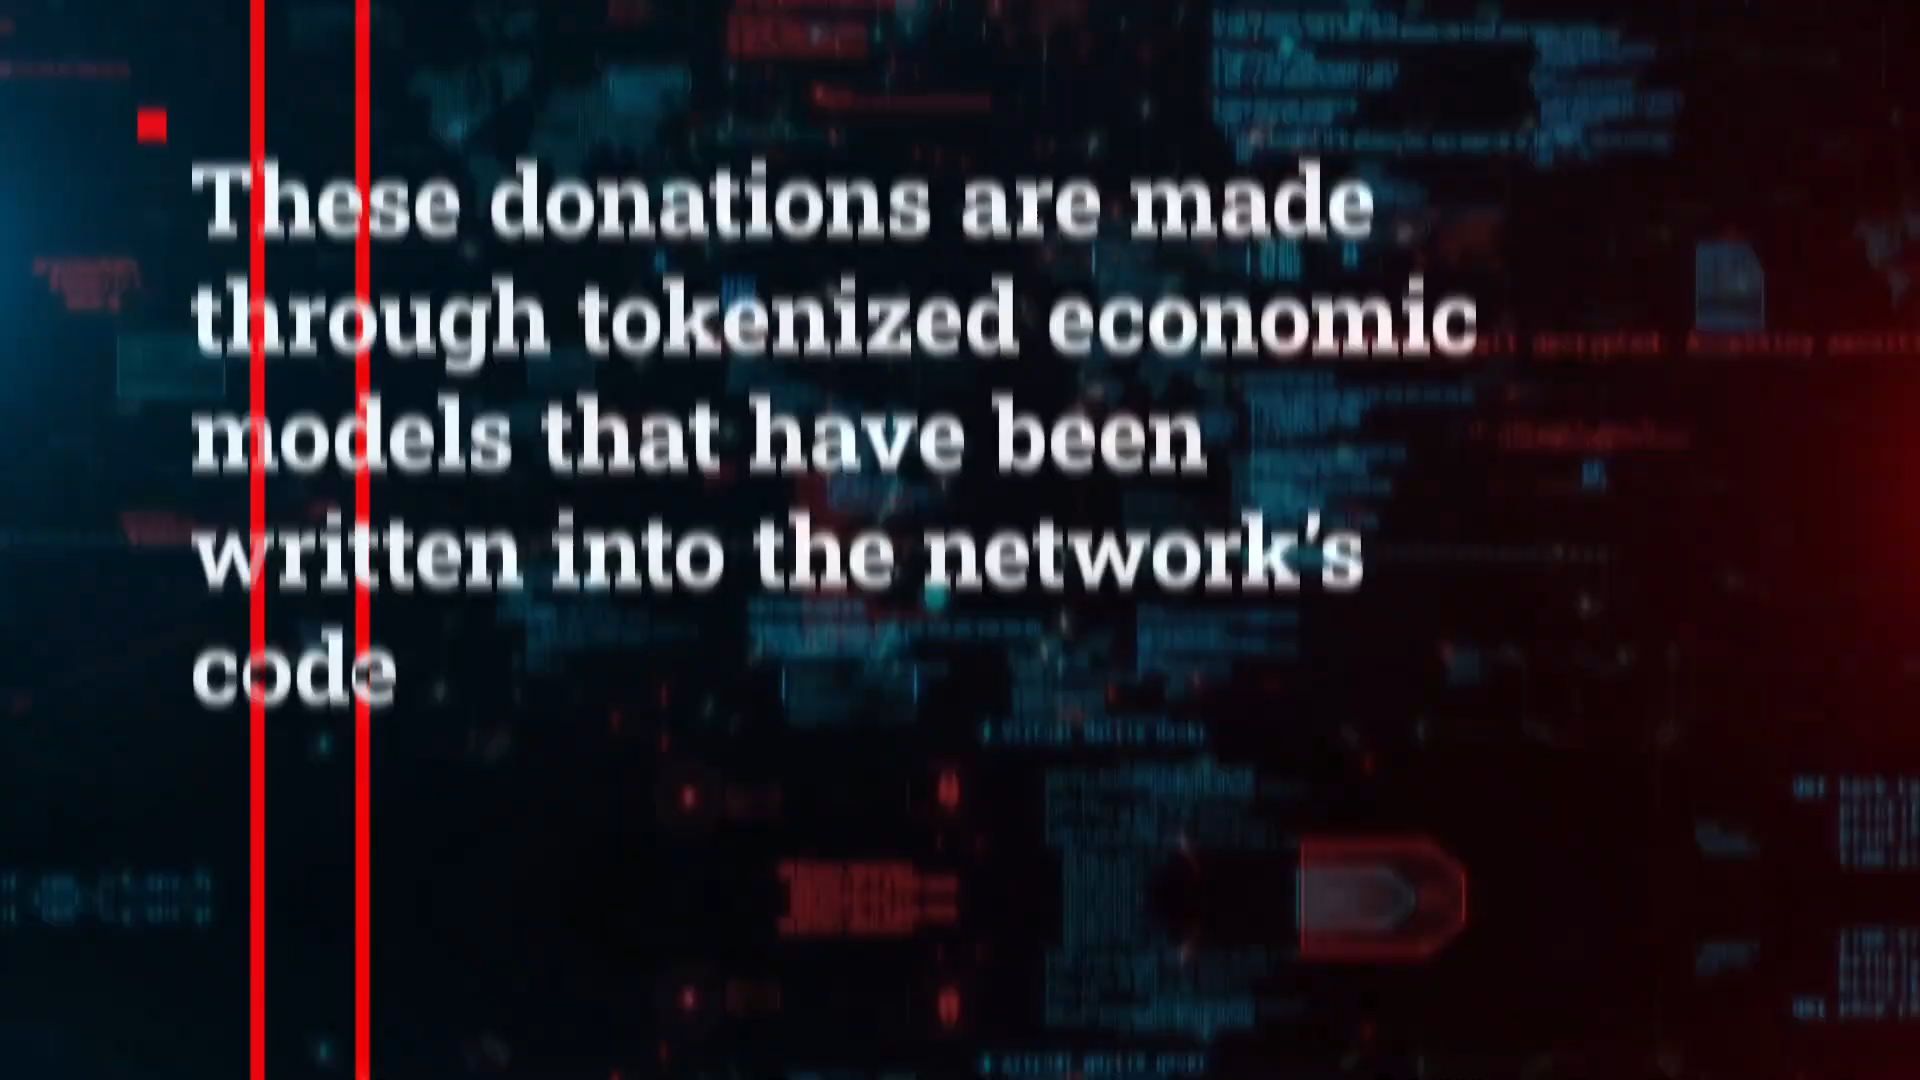 These donations are made
through tokenized economic
models that have been
written into the network's
code